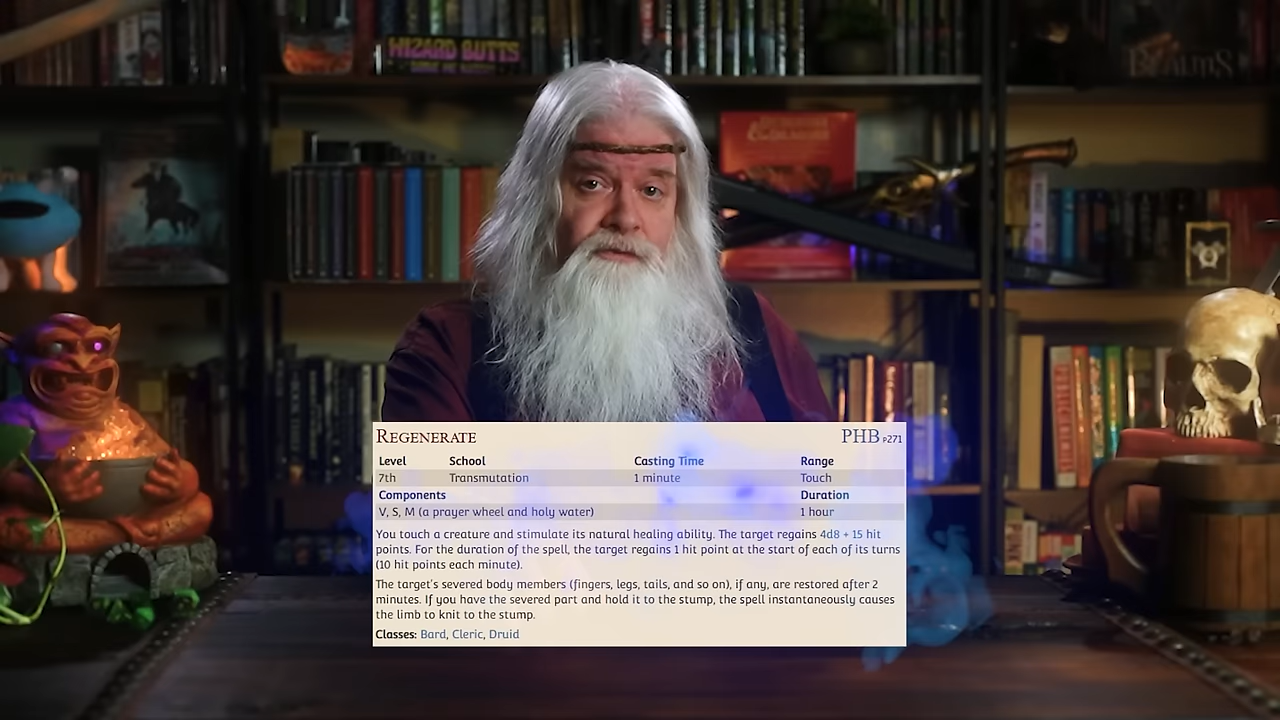 WIZARD BUTTS
REALMS
REGENERATE PHB p271
Level School Casting Time Range
7th Transmutation 1 minute Touch
Components Duration
V, S, M (a prayer wheel and holy water) 1 hour
You touch a creature and stimulate its natural healing ability. The target regains 4d8 + 15 hit
points. For the duration of the spell, the target regains 1 hit point at the start of each of its turns
(10 hit points each minute).
The target's severed body members (fingers, legs, tails, and so on), if any, are restored after 2
minutes. If you have the severed part and hold it to the stump, the spell instantaneously causes
the limb to knit to the stump.
Classes: Bard, Cleric, Druid